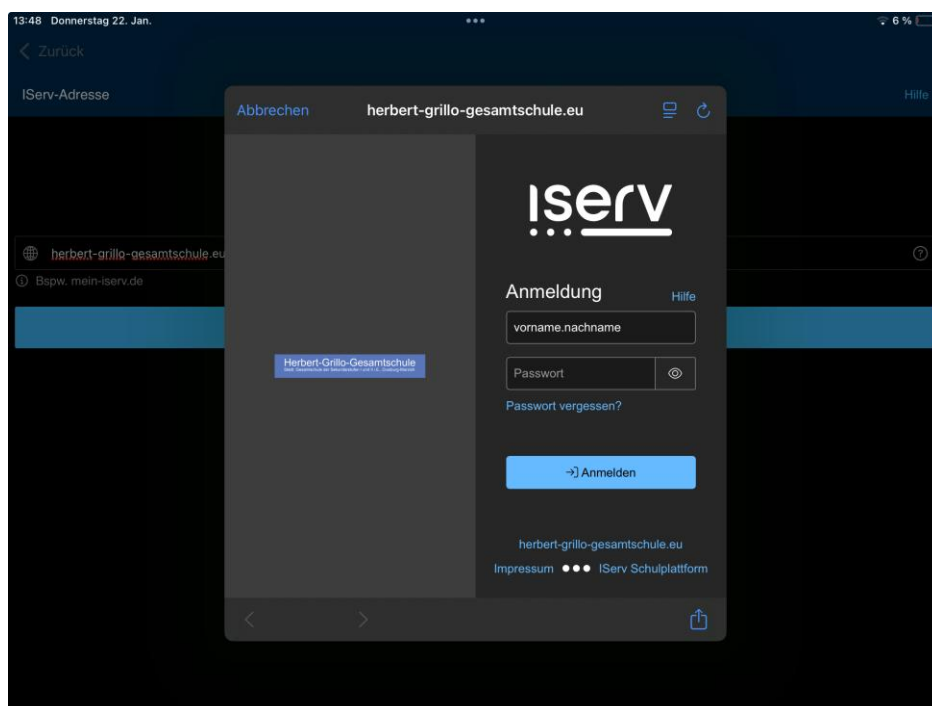 13:48 Donnerstag 22. Jan.
6 %
Zurück
IServ-Adresse
Hilfe
Abbrechen
herbert-grillo-gesamtschule.eu
herbert-grillo-gesamtschule.eu
Bspw. mein-iserv.de
Herbert-Grillo-Gesamtschule
Iserv
Anmeldung
Hilfe
vorname.nachname
Passwort
Passwort vergessen?
Anmelden
herbert-grillo-gesamtschule.eu
Impressum ●●● IServ Schulplattform